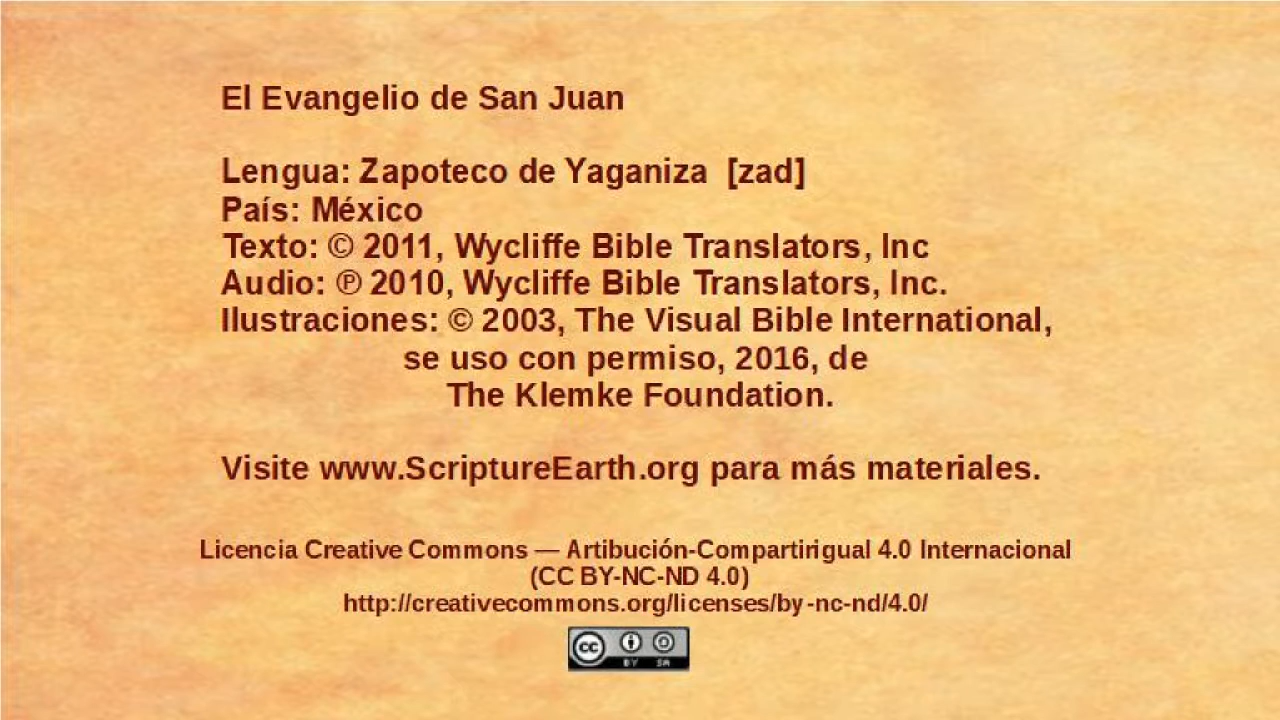 El Evangelio de San Juan
Lengua: Zapoteco de Yaganiza [zad]
País: México
Texto: © 2011, Wycliffe Bible Translators, Inc
Audio: ℗ 2010, Wycliffe Bible Translators, Inc.
Ilustraciones: © 2003, The Visual Bible International,
se uso con permiso, 2016, de
The Klemke Foundation.
Visite www.ScriptureEarth.org para más materiales.
Licencia Creative Commons — Artibución-Compartirigual 4.0 Internacional
(CC BY-NC-ND 4.0)
http://creativecommons.org/licenses/by-nc-nd/4.0/
cc BY SA